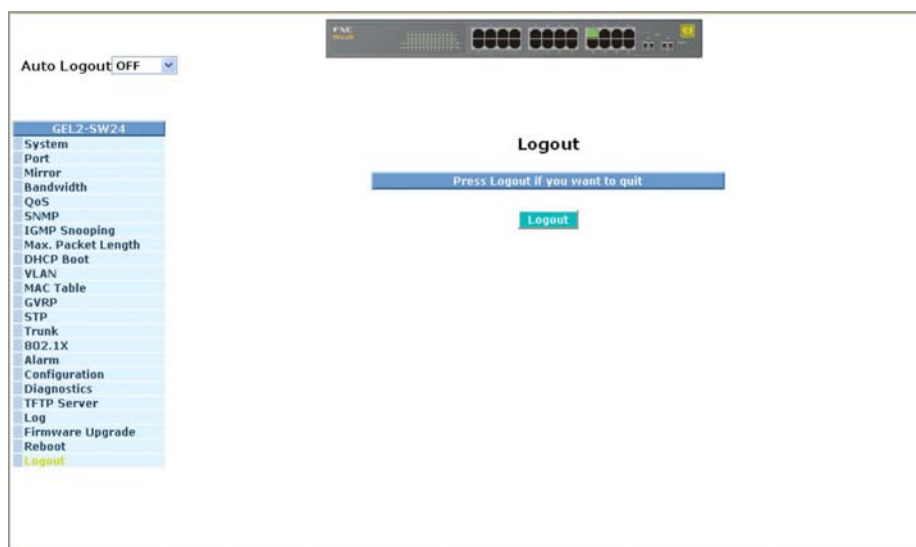 Auto Logout OFF
GEL2-SW24
System
Port
Mirror
Bandwidth
QoS
SNMP
IGMP Snooping
Max. Packet Length
DHCP Boot
VLAN
MAC Table
GVRP
STP
Trunk
802.1X
Alarm
Configuration
Diagnostics
TFTP Server
Log
Firmware Upgrade
Reboot
Logout
Logout
Press Logout if you want to quit
Logout